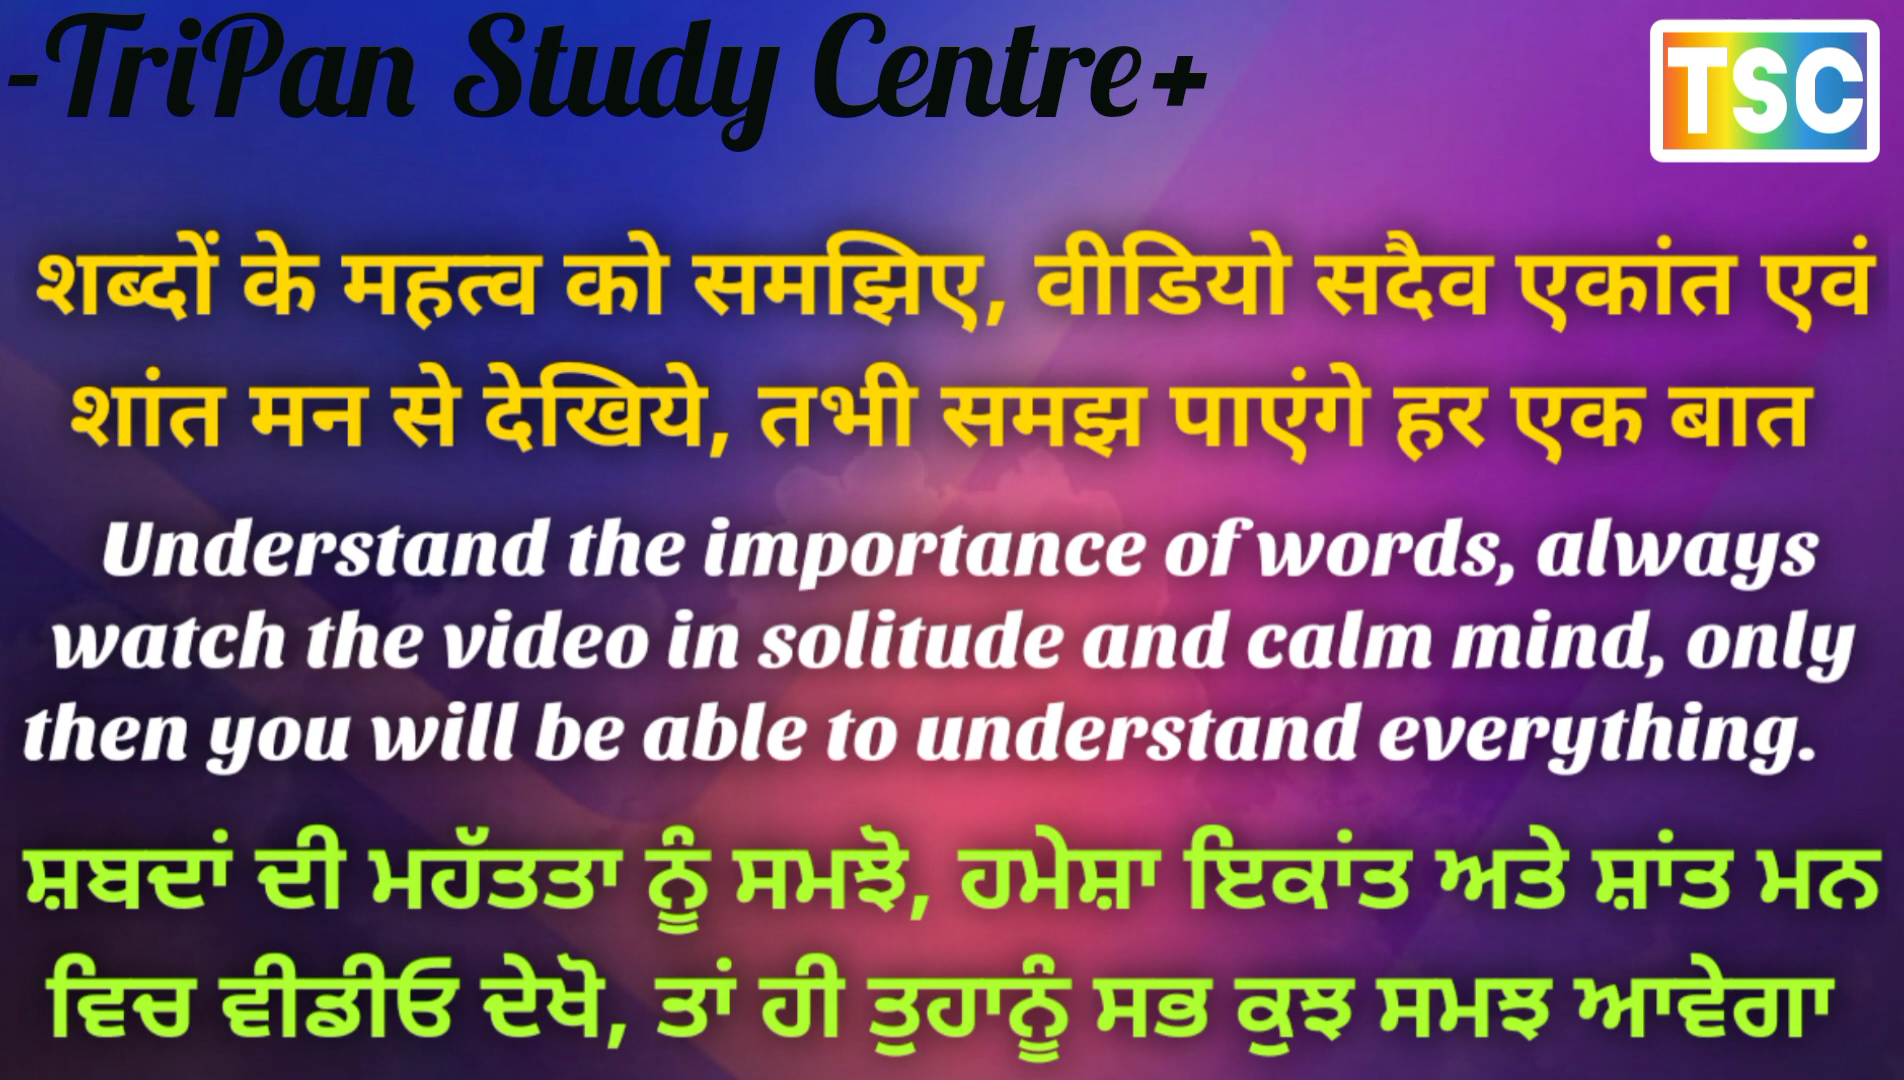 -TriPan Study Centre+
TSC
शब्दों के महत्व को समझिए, वीडियो सदैव एकांत एवं
शांत मन से देखिये, तभी समझ पाएंगे हर एक बात
Understand the importance of words, always
watch the video in solitude and calm mind, only
then you will be able to understand everything.
ਸ਼ਬਦਾਂ ਦੀ ਮਹੱਤਤਾ ਨੂੰ ਸਮਝੋ, ਹਮੇਸ਼ਾ ਇਕਾਂਤ ਅਤੇ ਸ਼ਾਂਤ ਮਨ
ਵਿਚ ਵੀਡੀਓ ਦੇਖੋ, ਤਾਂ ਹੀ ਤੁਹਾਨੂੰ ਸਭ ਕੁਝ ਸਮਝ ਆਵੇਗਾ